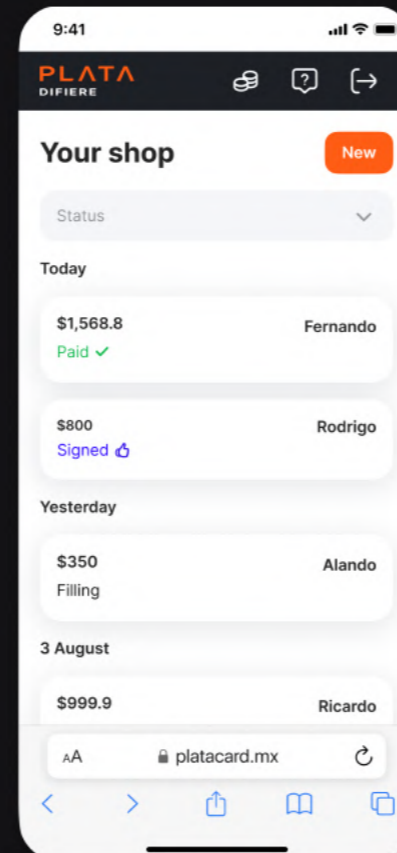 9:41
PLATA
DIFIERE
?
Your shop
New
Status
Today
$1,568.8
Fernando
Paid
$800
Rodrigo
Signed
Yesterday
$350
Alando
Filling
3 August
$999.9
Ricardo
AA
platacard.mx